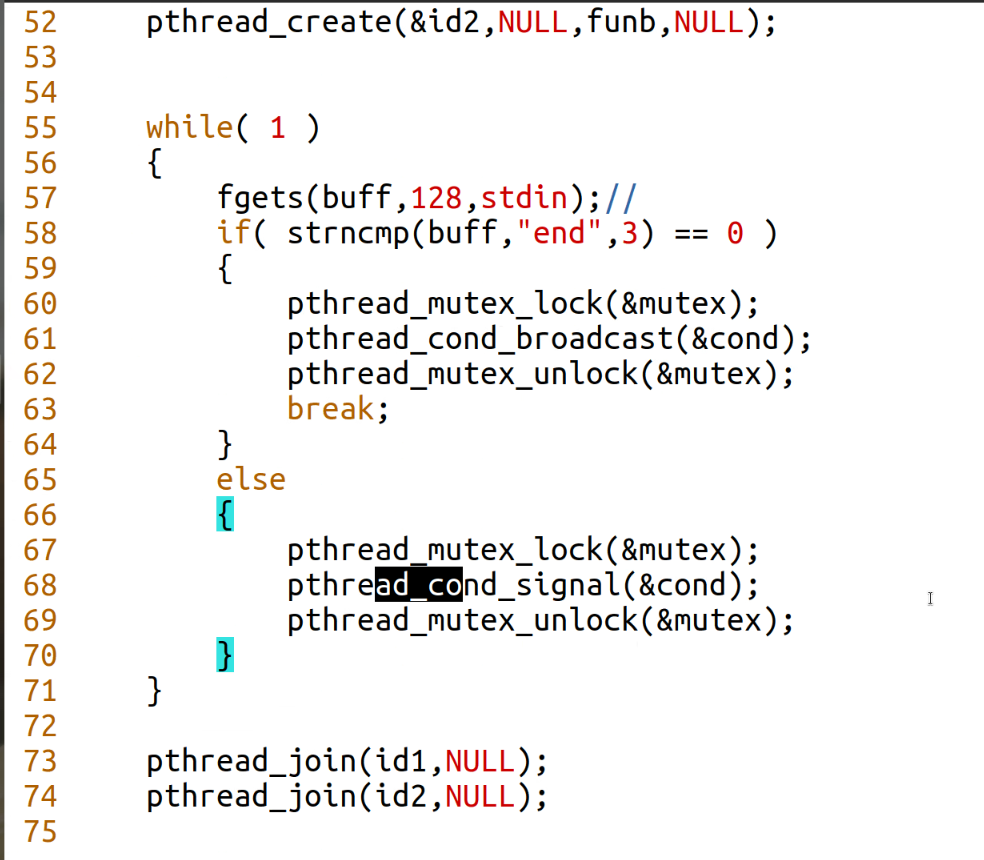 52     pthread_create(&id2,NULL,funb,NULL);
53
54
55     while( 1 )
56     {
57         fgets(buff,128,stdin);//
58         if( strncmp(buff,"end",3) == 0 )
59         {
60             pthread_mutex_lock(&mutex);
61             pthread_cond_broadcast(&cond);
62             pthread_mutex_unlock(&mutex);
63             break;
64         }
65         else
66         {
67             pthread_mutex_lock(&mutex);
68             pthread_cond_signal(&cond);
69             pthread_mutex_unlock(&mutex);
70         }
71     }
72
73     pthread_join(id1,NULL);
74     pthread_join(id2,NULL);
75